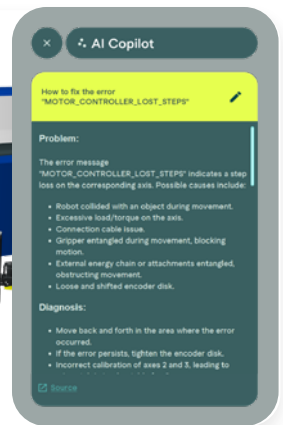 AI Copilot
How to fix the error
"MOTOR_CONTROLLER_LOST_STEPS"
Problem:
The error message
"MOTOR_CONTROLLER_LOST_STEPS" indicates a step
loss on the corresponding axis. Possible causes include:
• Robot collided with an object during movement.
• Excessive load/torque on the axis.
• Connection cable issue.
• Gripper entangled during movement, blocking
motion.
• External energy chain or attachments entangled,
obstructing movement.
• Loose and shifted encoder disk.
Diagnosis:
• Move back and forth in the area where the error
occurred.
• If the error persists, tighten the encoder disk.
• Incorrect calibration of axes 2 and 3, leading to
Source